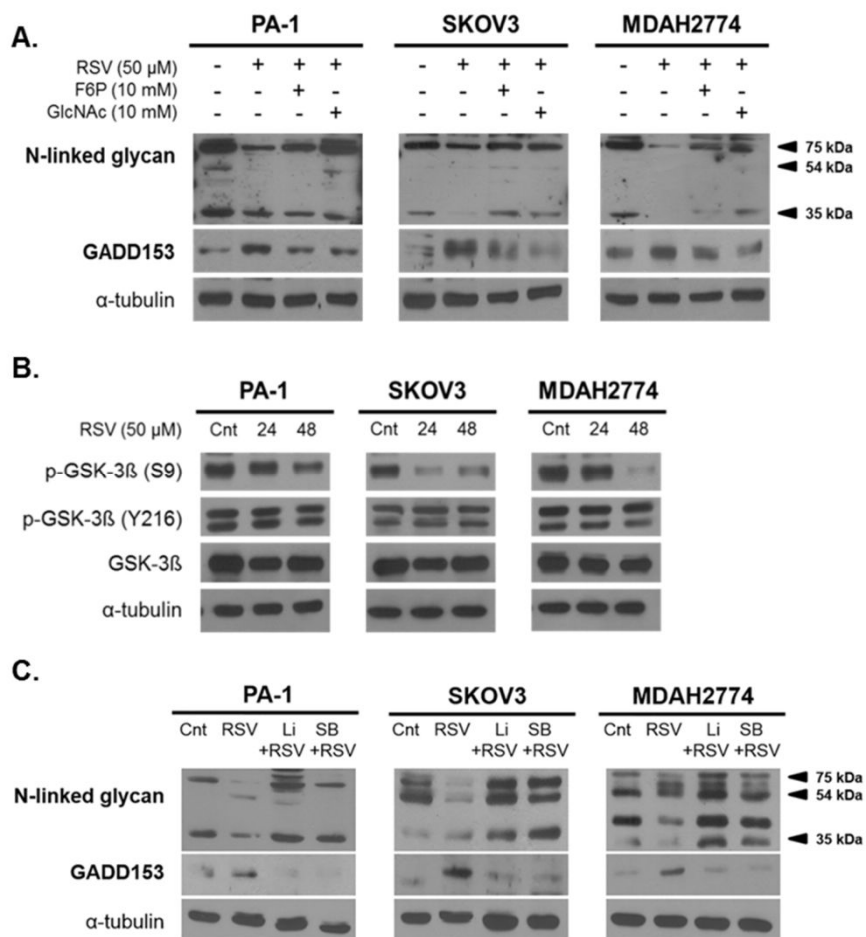 A.
PA-1 SKOV3 MDAH2774
RSV (50 µM) - + + + - + + + - + + +
F6P (10 mM) - - + - - - + - - - + -
GlcNAc (10 mM) - - - + - - - + - - - +
N-linked glycan
75 kDa
54 kDa
35 kDa
GADD153
α-tubulin
B.
PA-1 SKOV3 MDAH2774
RSV (50 µM) Cnt 24 48 Cnt 24 48 Cnt 24 48
p-GSK-3ß (S9)
p-GSK-3ß (Y216)
GSK-3ß
α-tubulin
C.
PA-1 SKOV3 MDAH2774
Cnt RSV Li +RSV SB +RSV Cnt RSV Li +RSV SB +RSV Cnt RSV Li +RSV SB +RSV
N-linked glycan
75 kDa
54 kDa
35 kDa
GADD153
α-tubulin